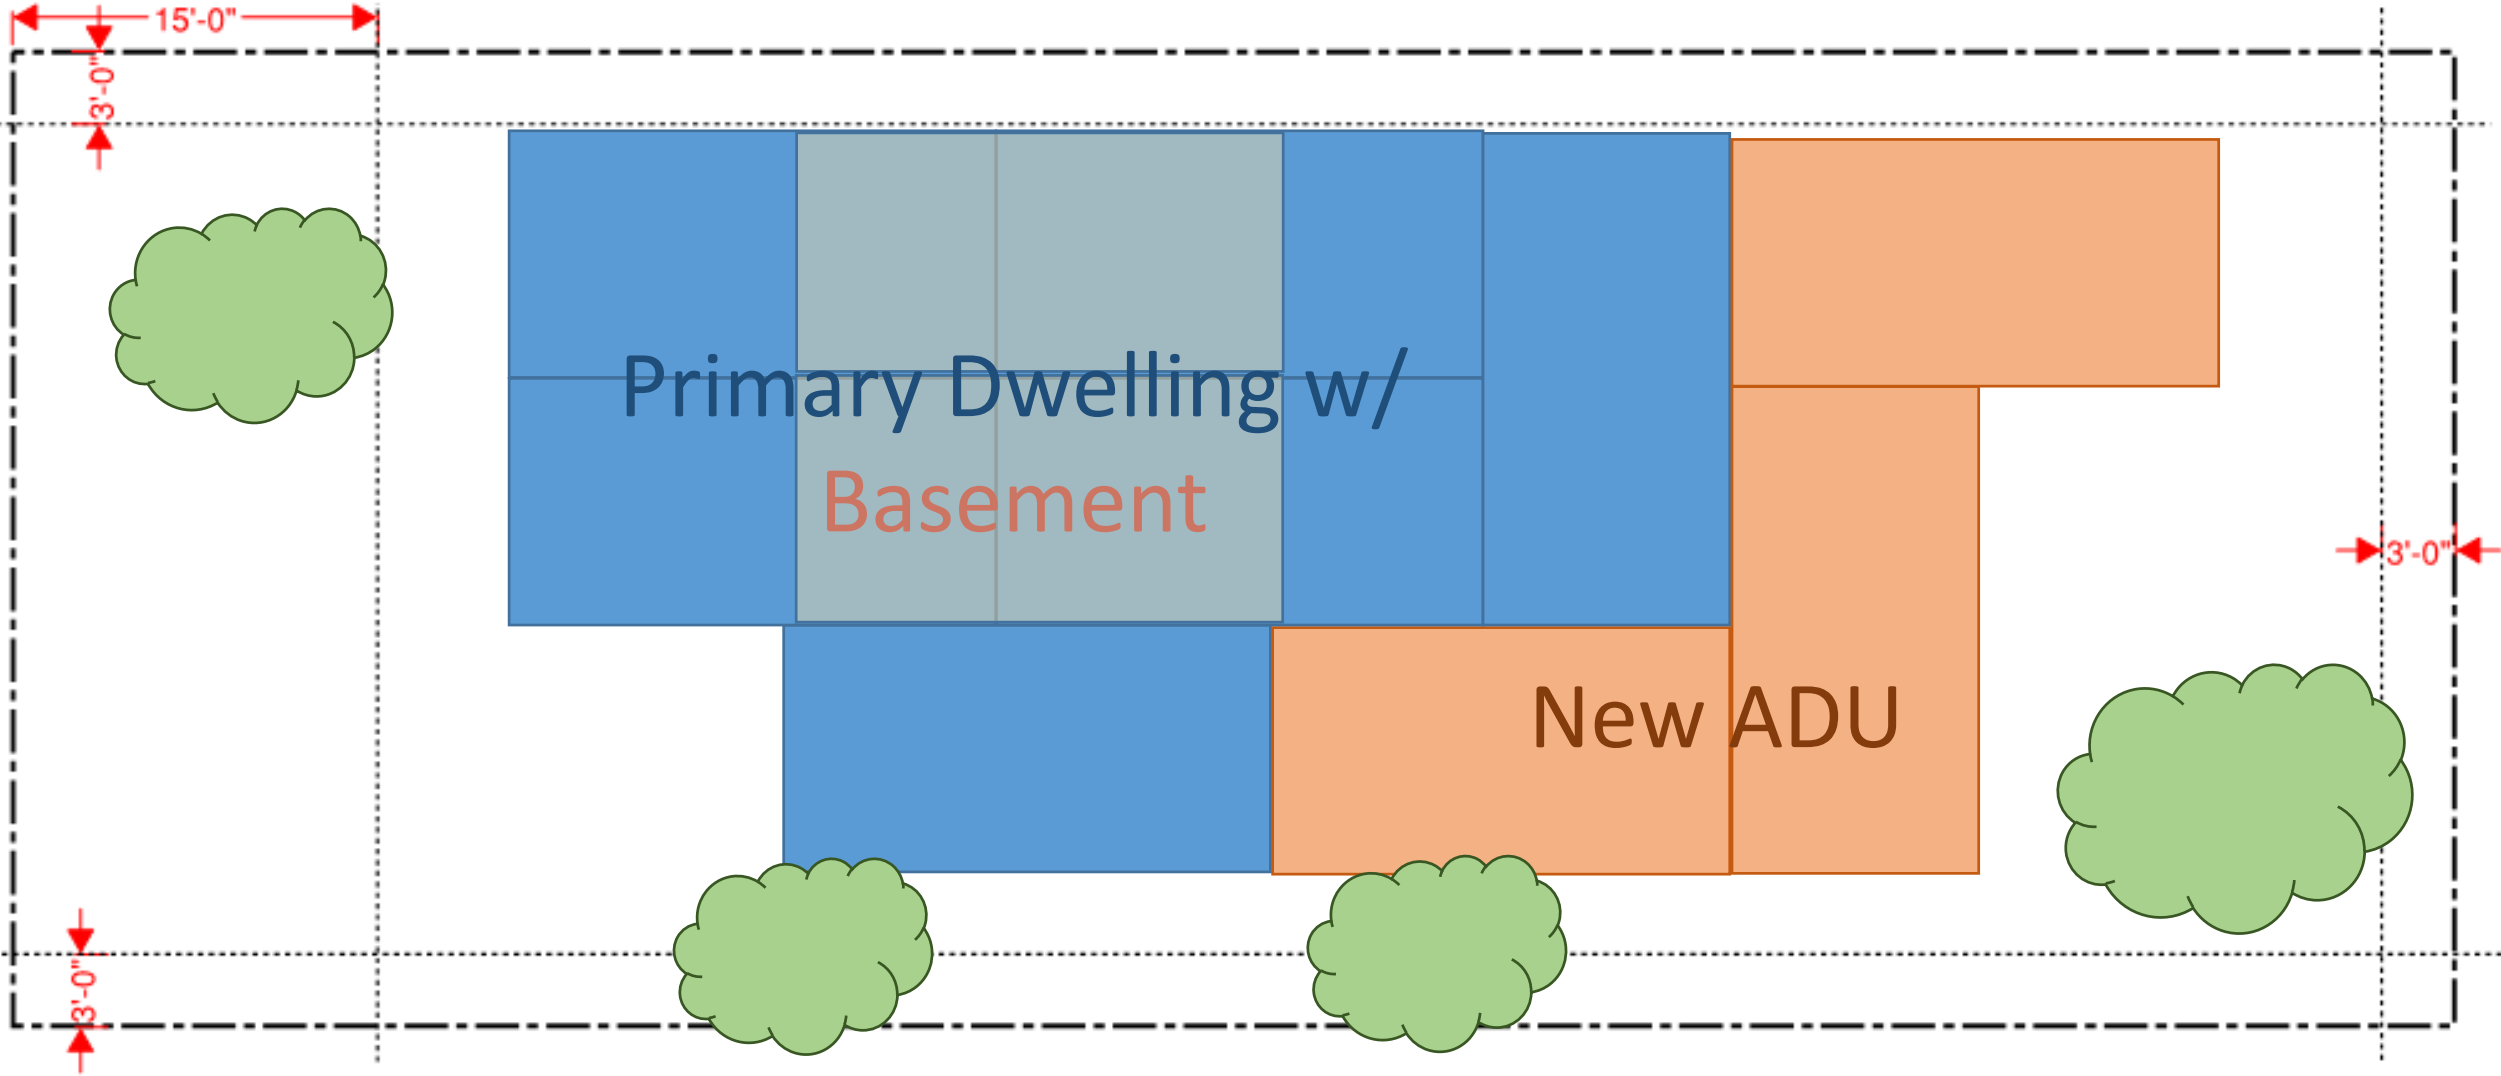 15'-0"
3'-0"
Primary Dwelling w/
Basement
3'-0"
New ADU
3'-0"